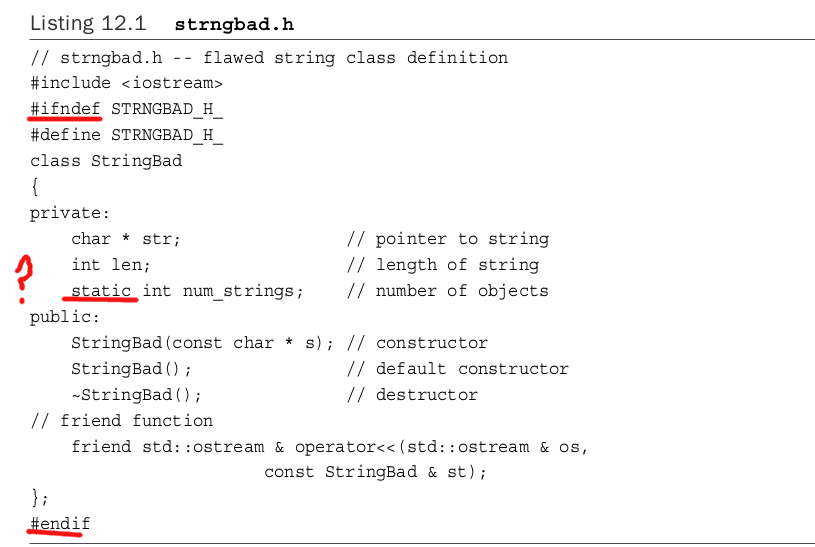 Listing 12.1 strngbad.h
// strngbad.h -- flawed string class definition
#include <iostream>
#ifndef STRNGBAD_H_
#define STRNGBAD_H_
class StringBad
{
private:
    char * str;                // pointer to string
    int len;                   // length of string
?   static int num_strings;    // number of objects
public:
    StringBad(const char * s); // constructor
    StringBad();               // default constructor
    ~StringBad();              // destructor
// friend function
    friend std::ostream & operator<<(std::ostream & os,
                       const StringBad & st);
};
#endif